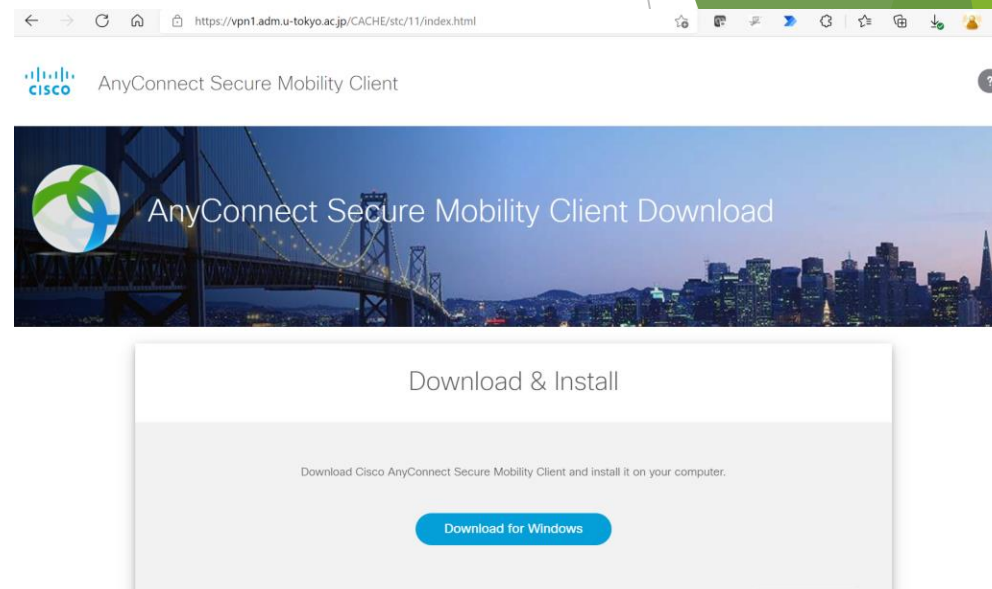 https://vpn1.adm.u-tokyo.ac.jp/CACHE/stc/11/index.html
CISCO AnyConnect Secure Mobility Client
?
AnyConnect Secure Mobility Client Download
Download & Install
Download Cisco AnyConnect Secure Mobility Client and install it on your computer.
Download for Windows